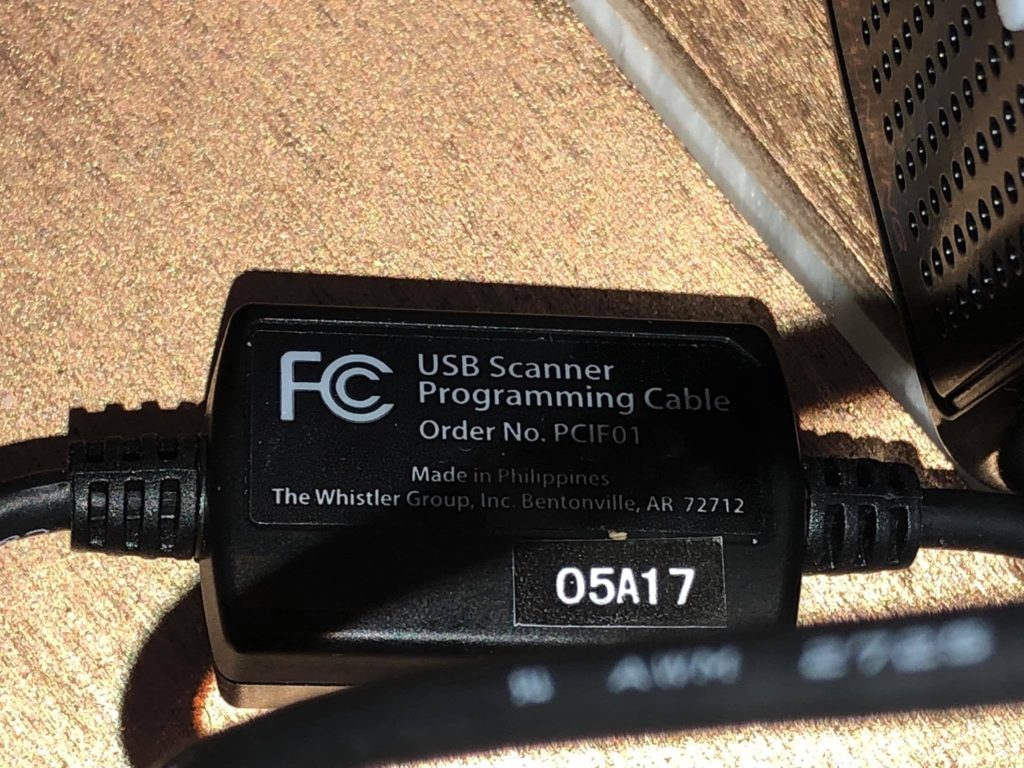 FC USB Scanner
Programming Cable
Order No. PCIF01
Made in Philippines
The Whistler Group, Inc. Bentonville, AR 72712
05A17
AWM